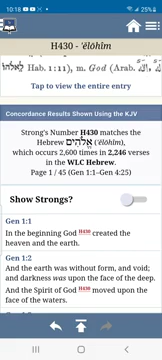 10:18
25%
H430 - 'ĕlōhîm
Hab. 1:11), m. God (Arab.
Tap to view the entire entry
Concordance Results Shown Using the KJV
Strong's Number H430 matches the
Hebrew אֱלֹהִים ('ĕlōhîm),
which occurs 2,600 times in 2,246 verses
in the WLC Hebrew.
Page 1 / 45 (Gen 1:1–Gen 4:25)
Show Strongs?
Gen 1:1
In the beginning God H430 created the
heaven and the earth.
Gen 1:2
And the earth was without form, and void;
and darkness was upon the face of the deep.
And the Spirit of God H430 moved upon the
face of the waters.